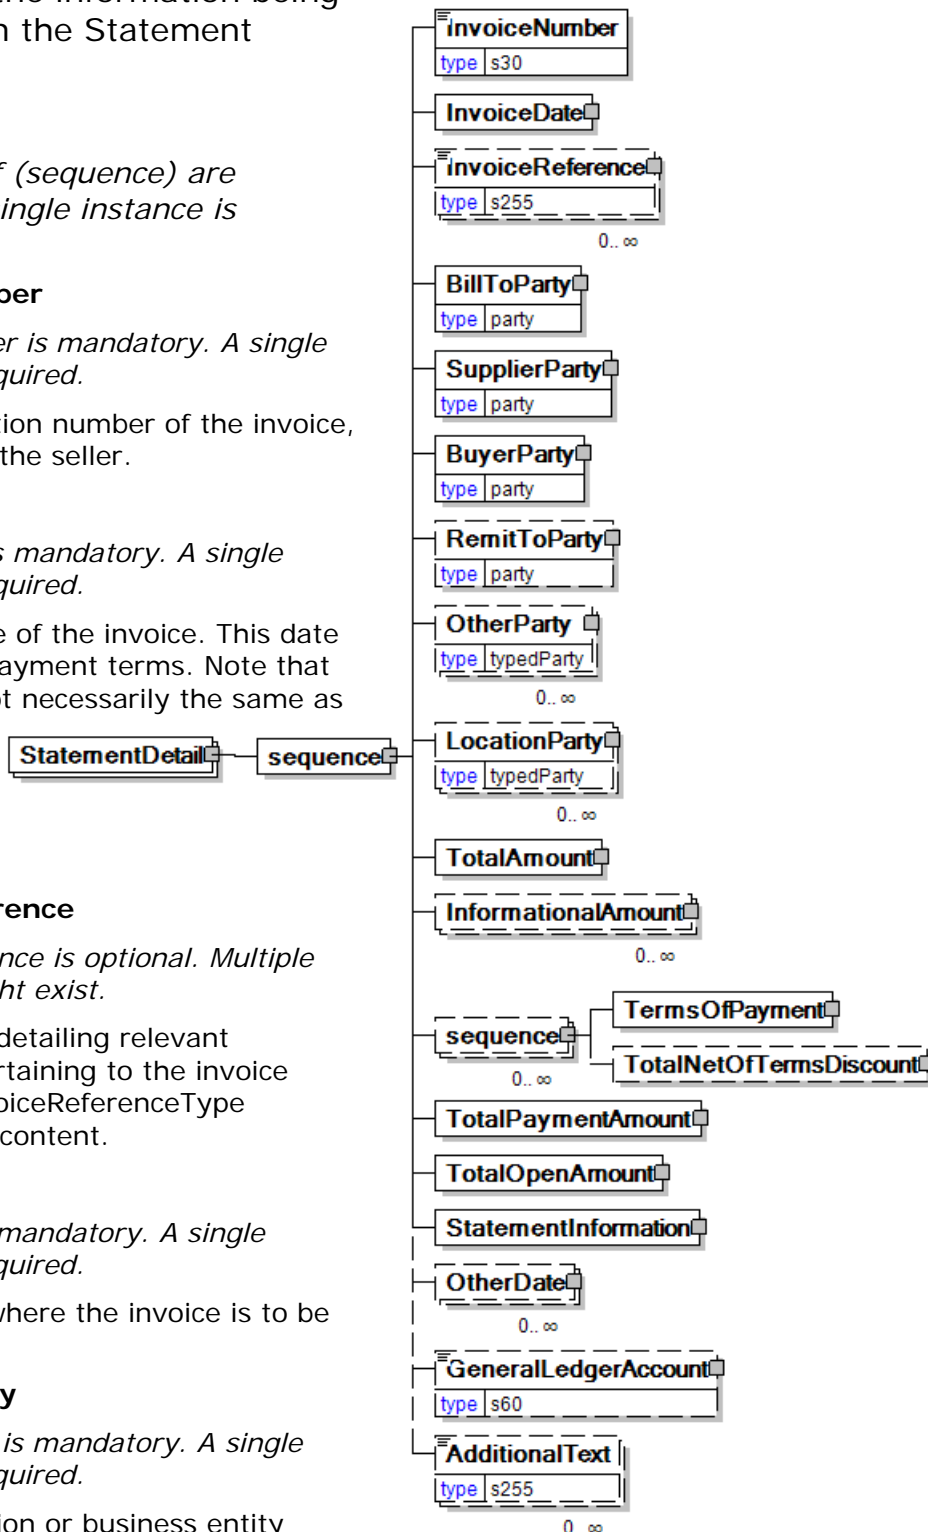 the information being
n the Statement
f (sequence) are
single instance is
ber
er is mandatory. A single
quired.
tion number of the invoice,
the seller.
s mandatory. A single
quired.
e of the invoice. This date
payment terms. Note that
ot necessarily the same as
rence
nce is optional. Multiple
ht exist.
detailing relevant
rtaining to the invoice
oiceReferenceType
content.
mandatory. A single
quired.
where the invoice is to be
y
is mandatory. A single
quired.
ion or business entity
StatementDetail
sequence
InvoiceNumber
type s30
InvoiceDate
InvoiceReference
type s255
0.. ∞
BillToParty
type party
SupplierParty
type party
BuyerParty
type party
RemitToParty
type party
OtherParty
type typedParty
0.. ∞
LocationParty
type typedParty
0.. ∞
TotalAmount
InformationalAmount
0.. ∞
sequence
0.. ∞
TermsOfPayment
TotalNetOfTermsDiscount
TotalPaymentAmount
TotalOpenAmount
StatementInformation
OtherDate
0.. ∞
GeneralLedgerAccount
type s60
AdditionalText
type s255
0.. ∞